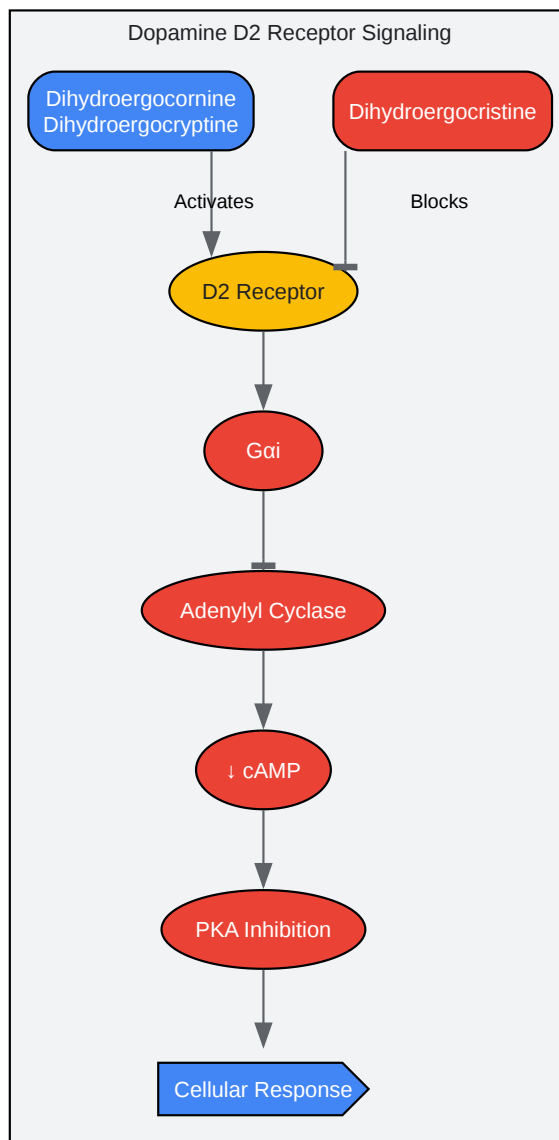 Dopamine D2 Receptor Signaling
Dihydroergocornine
Dihydroergocryptine
Dihydroergocristine
Activates
Blocks
D2 Receptor
Gαi
Adenylyl Cyclase
↓ cAMP
PKA Inhibition
Cellular Response